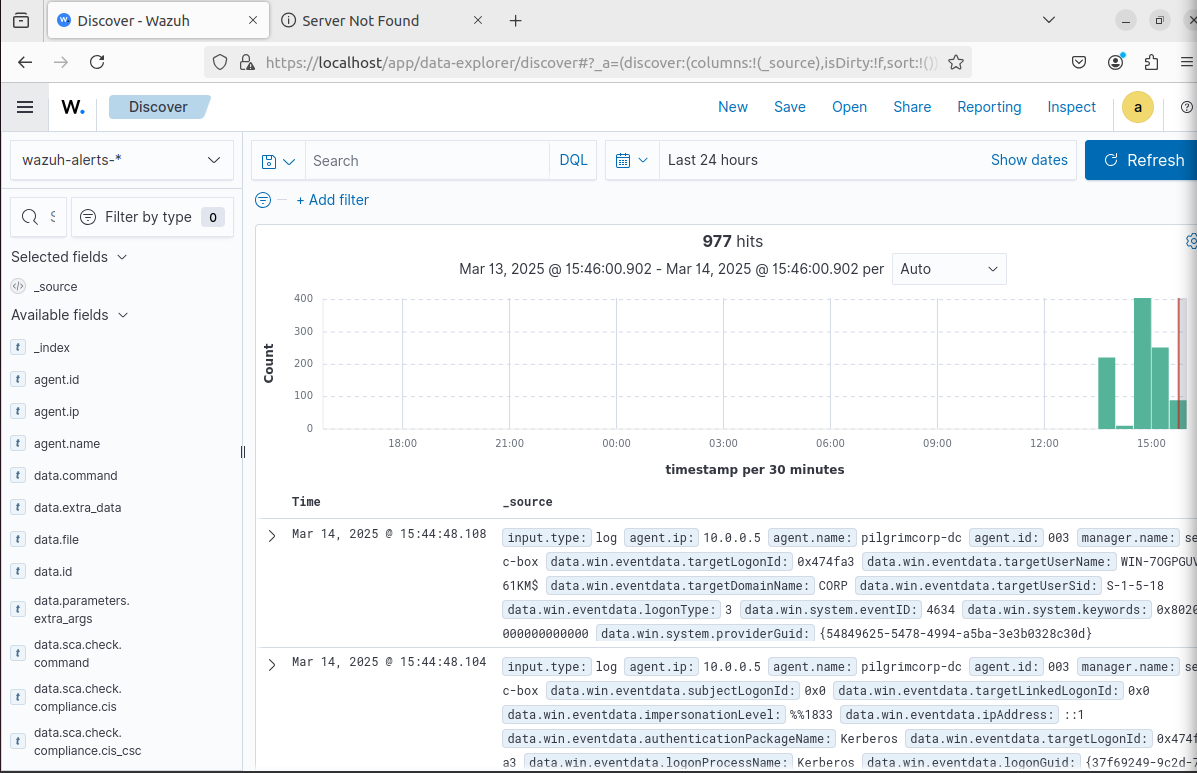 Discover - Wazuh
Server Not Found
https://localhost/app/data-explorer/discover#?_a=(discover:(columns:!(_source),isDirty:!f,sort:!())
W.
Discover
New Save Open Share Reporting Inspect
a
wazuh-alerts-*
Search
DQL
Last 24 hours
Show dates
Refresh
Filter by type 0
+ Add filter
Selected fields
_source
Available fields
t _index
t agent.id
t agent.ip
t agent.name
t data.command
t data.extra_data
t data.file
t data.id
t data.parameters.
extra_args
t data.sca.check.
command
t data.sca.check.
compliance.cis
t data.sca.check.
compliance.cis_csc
977 hits
Mar 13, 2025 @ 15:46:00.902 - Mar 14, 2025 @ 15:46:00.902 per Auto
Count
400
300
200
100
0
18:00 21:00 00:00 03:00 06:00 09:00 12:00 15:00
timestamp per 30 minutes
Time _source
Mar 14, 2025 @ 15:44:48.108
input.type: log agent.ip: 10.0.0.5 agent.name: pilgrimcorp-dc agent.id: 003 manager.name: se
c-box data.win.eventdata.targetLogonId: 0x474fa3 data.win.eventdata.targetUserName: WIN-7OGPGUV
61KM$ data.win.eventdata.targetDomainName: CORP data.win.eventdata.targetUserSid: S-1-5-18
data.win.eventdata.logonType: 3 data.win.system.eventID: 4634 data.win.system.keywords: 0x8020
000000000000 data.win.system.providerGuid: {54849625-5478-4994-a5ba-3e3b0328c30d}
Mar 14, 2025 @ 15:44:48.104
input.type: log agent.ip: 10.0.0.5 agent.name: pilgrimcorp-dc agent.id: 003 manager.name: se
c-box data.win.eventdata.subjectLogonId: 0x0 data.win.eventdata.targetLinkedLogonId: 0x0
data.win.eventdata.impersonationLevel: %%1833 data.win.eventdata.ipAddress: ::1
data.win.eventdata.authenticationPackageName: Kerberos data.win.eventdata.targetLogonId: 0x474f
a3 data.win.eventdata.logonProcessName: Kerberos data.win.eventdata.logonGuid: {37f69249-9c2d-7